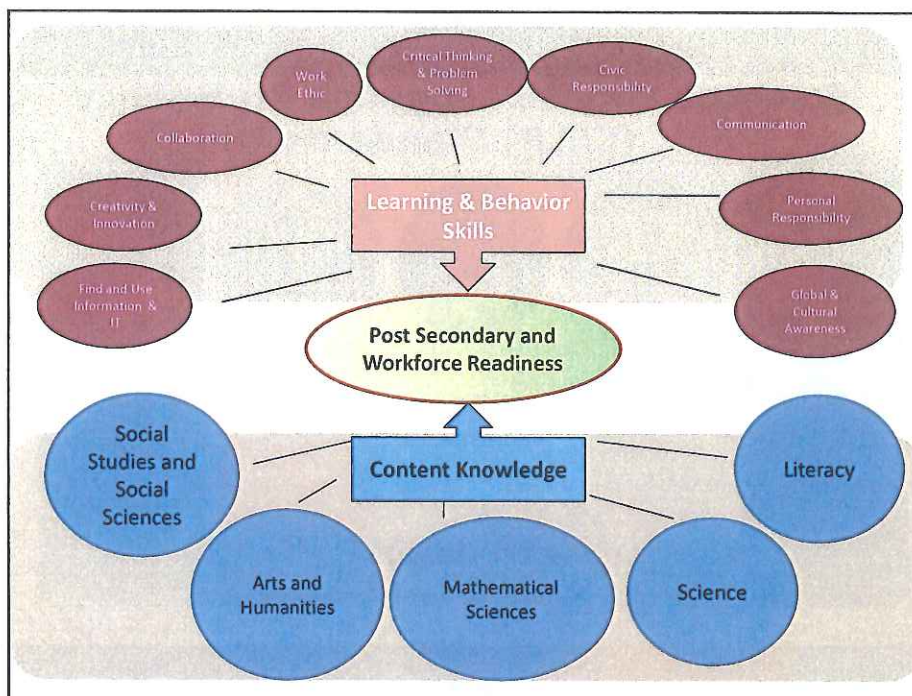 Critical Thinking
& Problem
Solving
Work
Ethic
Civic
Responsibility
Collaboration
Communication
Learning & Behavior
Skills
Creativity &
Innovation
Personal
Responsibility
Find and Use
Information &
IT
Global &
Cultural
Awareness
Post Secondary and
Workforce Readiness
Social
Studies and
Social
Sciences
Content Knowledge
Literacy
Arts and
Humanities
Mathematical
Sciences
Science